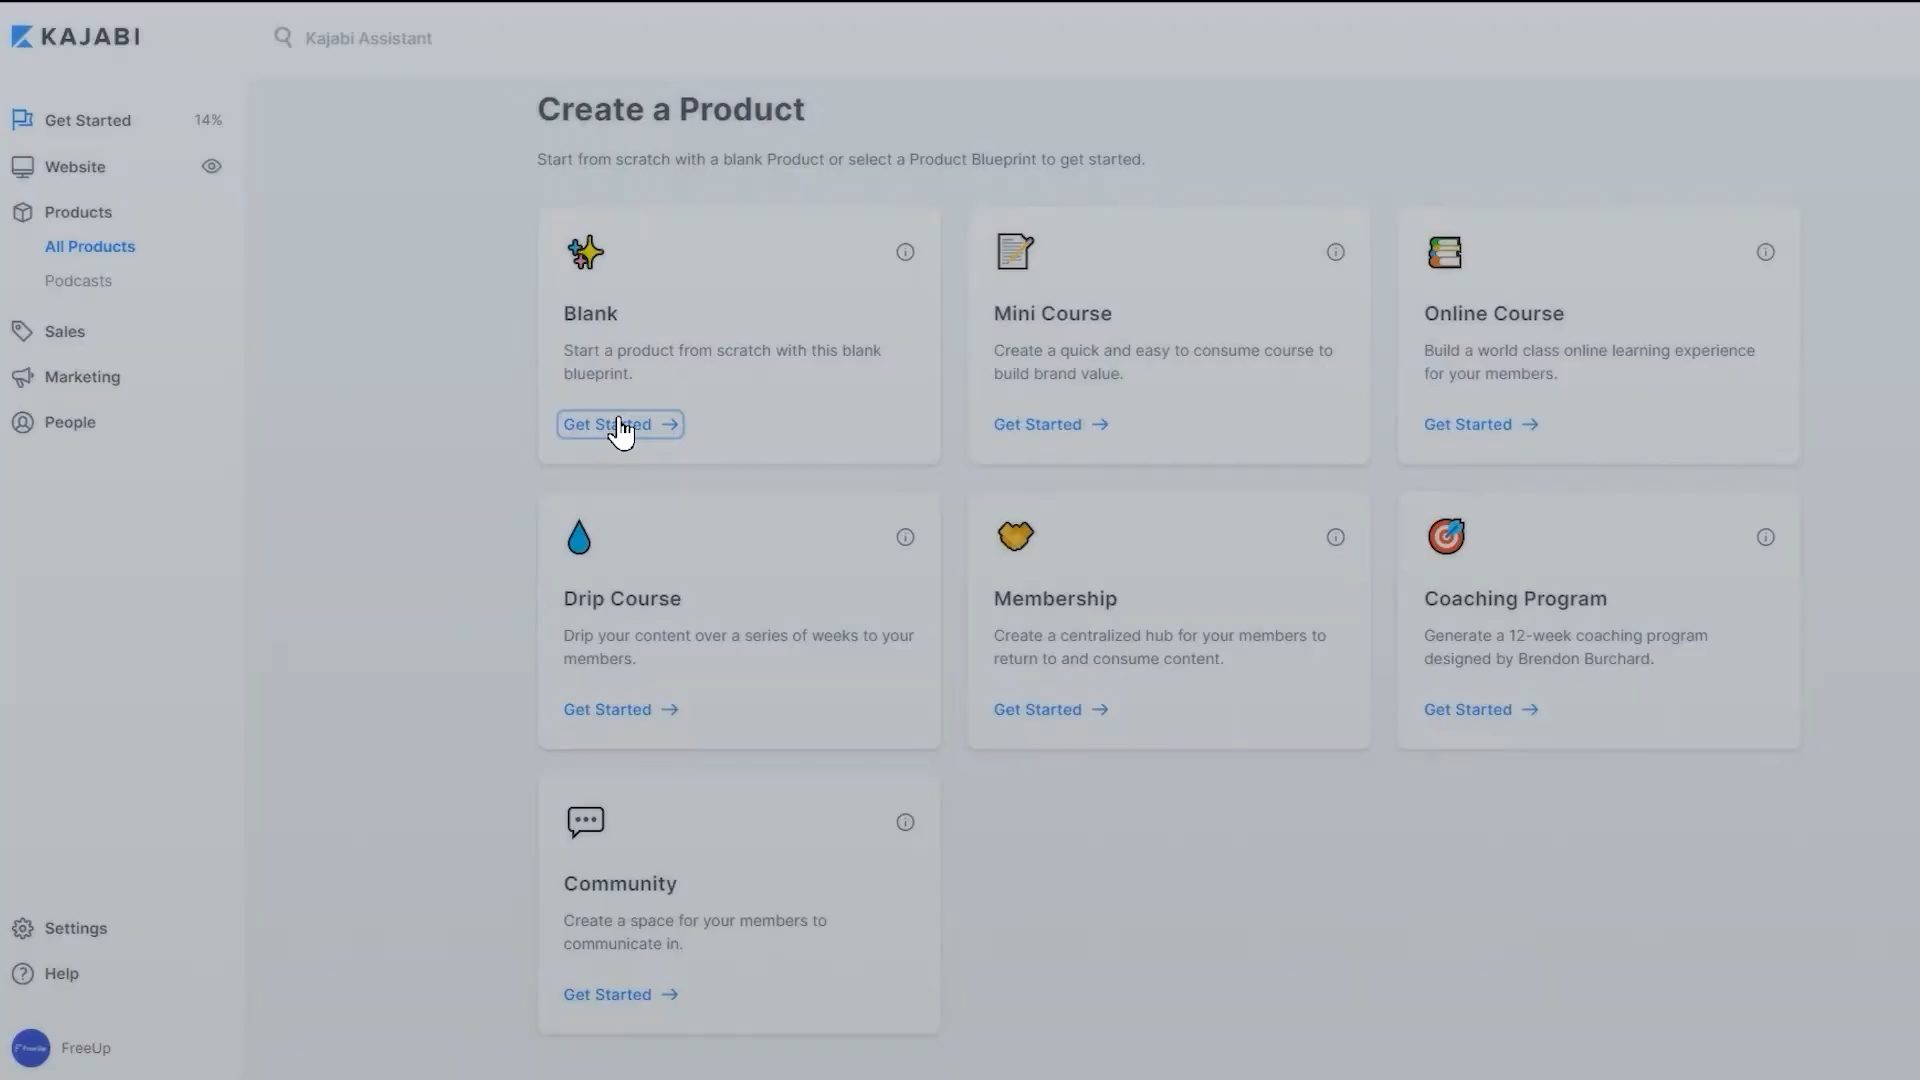 KAJABI
Kajabi Assistant
Get Started 14%
Website
Products
All Products
Podcasts
Sales
Marketing
People
Settings
Help
FreeUp
Create a Product
Start from scratch with a blank Product or select a Product Blueprint to get started.
Blank
Start a product from scratch with this blank
blueprint.
Get Started
Mini Course
Create a quick and easy to consume course to
build brand value.
Get Started
Online Course
Build a world class online learning experience
for your members.
Get Started
Drip Course
Drip your content over a series of weeks to your
members.
Get Started
Membership
Create a centralized hub for your members to
return to and consume content.
Get Started
Coaching Program
Generate a 12-week coaching program
designed by Brendon Burchard.
Get Started
Community
Create a space for your members to
communicate in.
Get Started